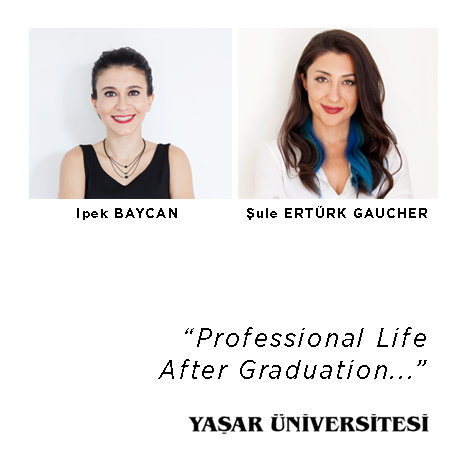 Ipek BAYCAN
Şule ERTÜRK GAUCHER
“Professional Life
After Graduation...”
YAŞAR ÜNİVERSİTESİ